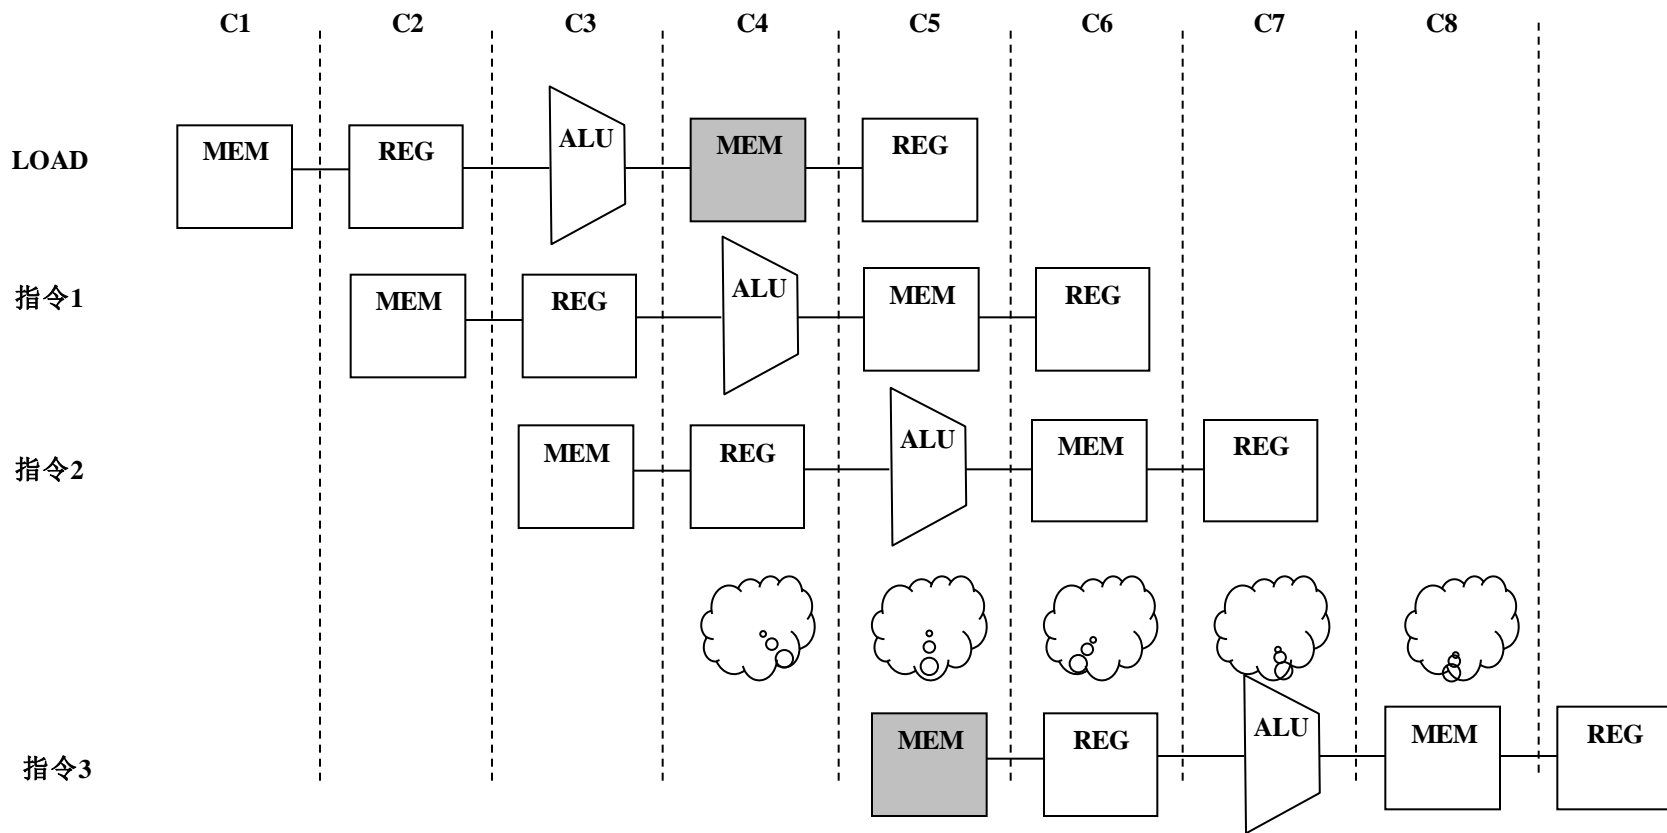 C1 C2 C3 C4 C5 C6 C7 C8
LOAD MEM REG ALU MEM REG
指令1 MEM REG ALU MEM REG
指令2 MEM REG ALU MEM REG
指令3 MEM REG ALU MEM REG